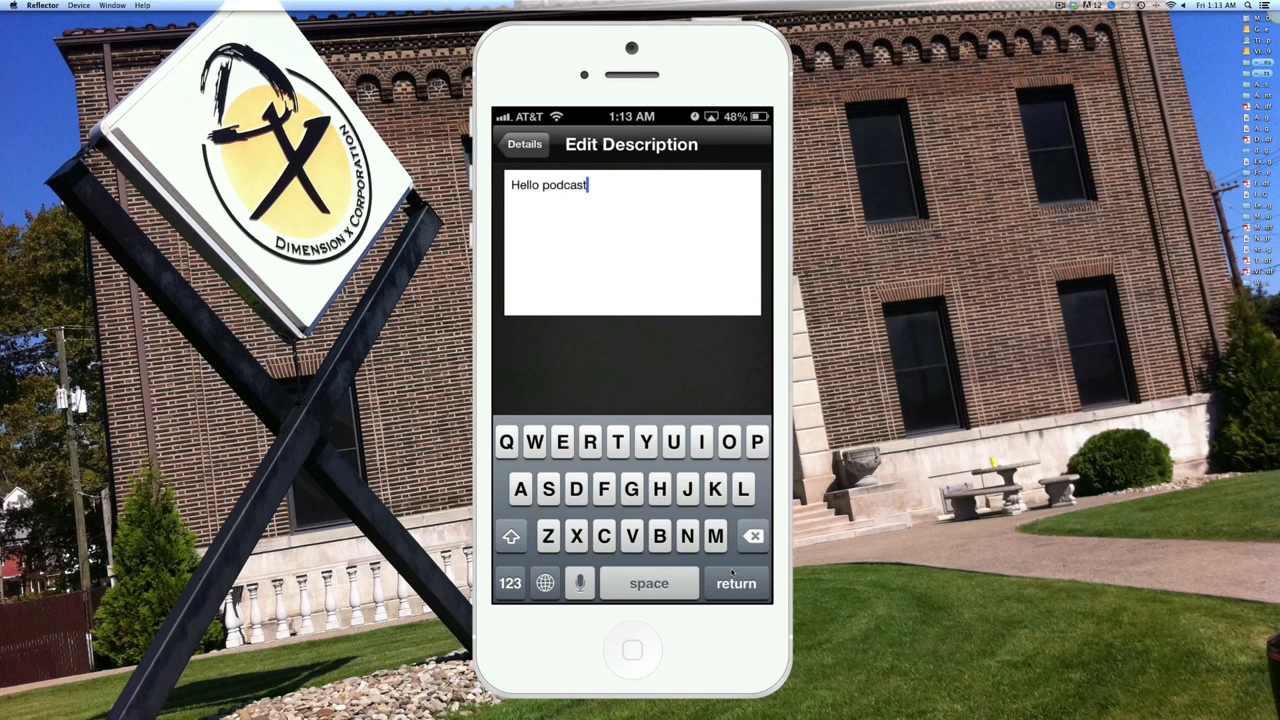 Reflector Device Window Help
12 Fri 1:13 AM
DIMENSION X CORPORATION
AT&T 1:13 AM 48%
Details Edit Description
Hello podcast
Q W E R T Y U I O P
A S D F G H J K L
Z X C V B N M
123 space return